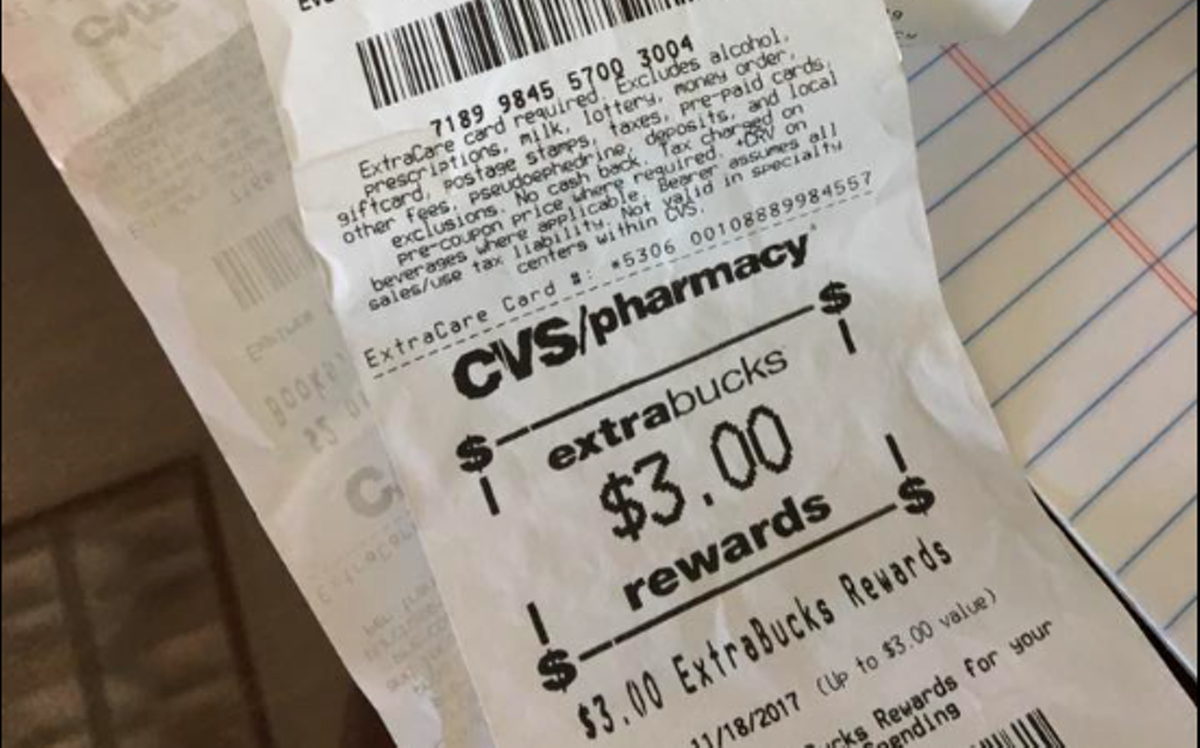 7189 9845 5700 3004
ExtraCare card required. Excludes alcohol,
prescriptions, milk, lottery, money order,
giftcard, postage stamps, taxes, pre-paid cards,
other fees, pseudoephedrine, deposits, and local
exclusions. No cash back. Tax charged on
pre-coupon price where required. +CRV on
beverages where applicable. Bearer assumes all
sales/use tax liability. Not valid in specialty
centers within CVS.
ExtraCare Card #: *5306 00108889984557
CVS/pharmacy
extrabucks
$3.00
rewards
$3.00 ExtraBucks Rewards
11/18/2017 (Up to $3.00 value)
Rewards for your